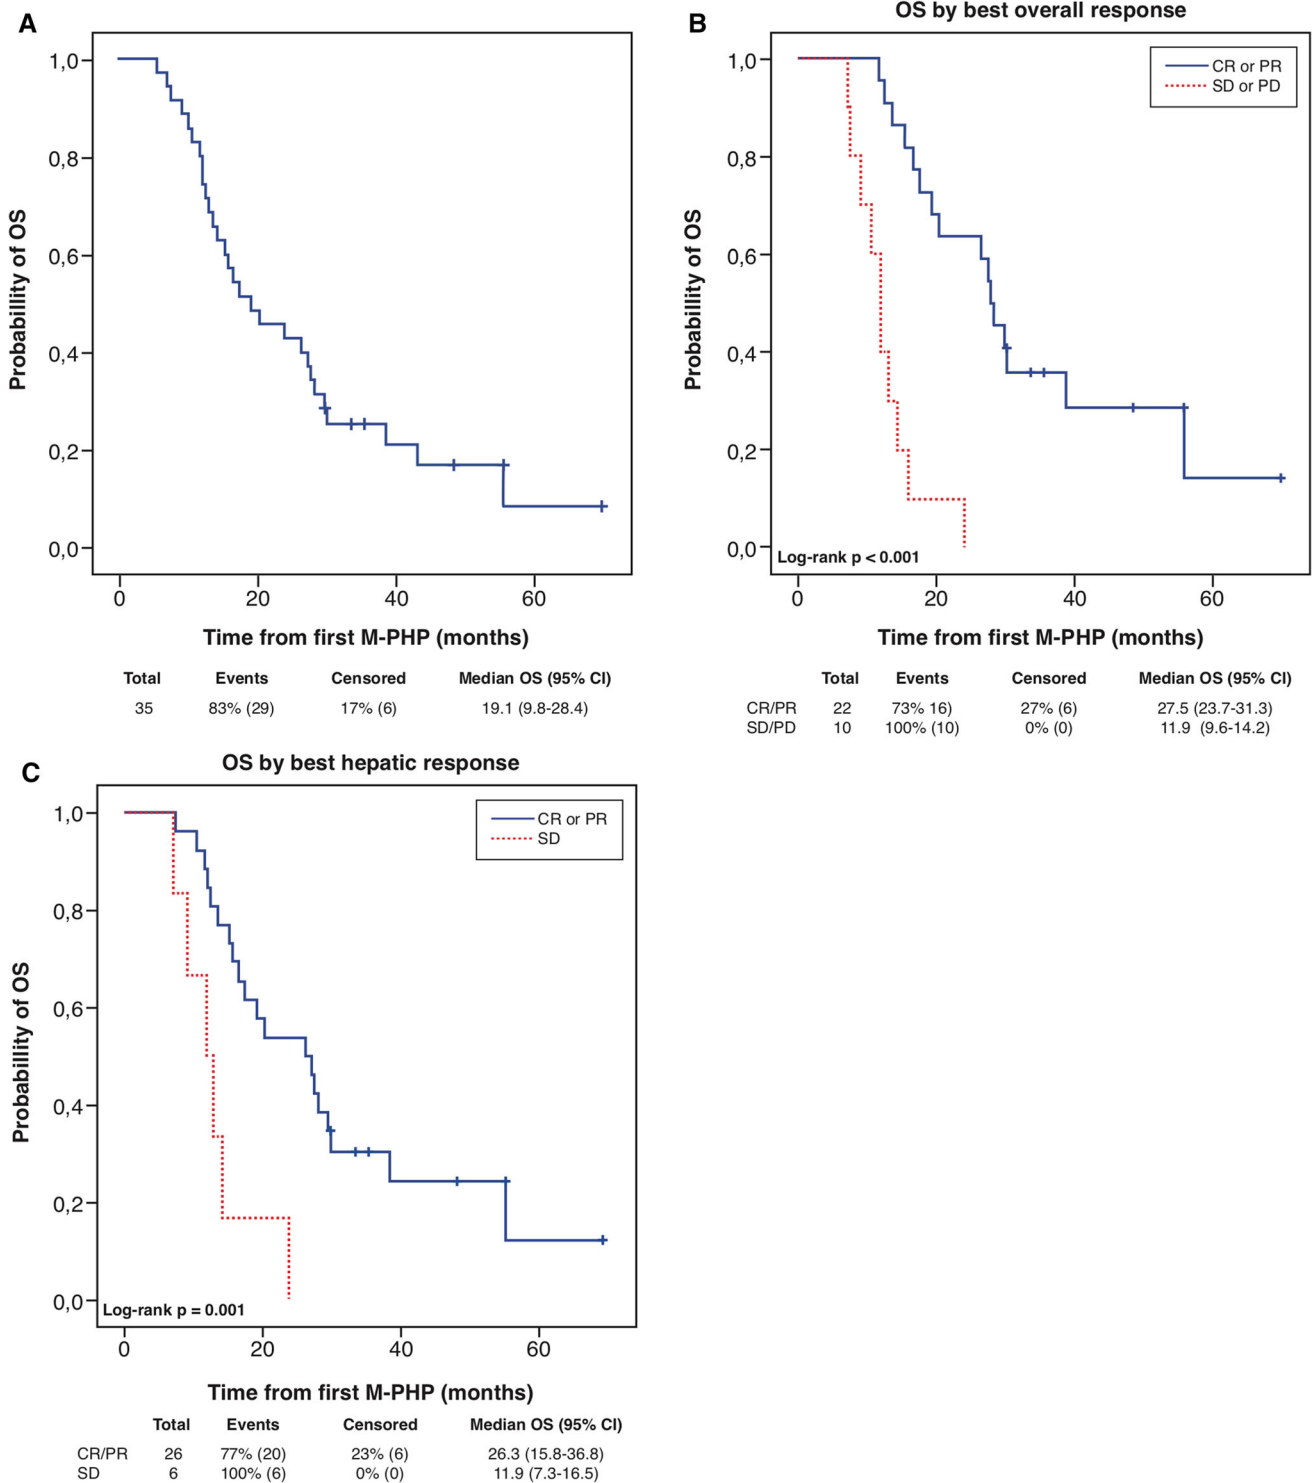 A
Probabillity of OS
1,0
0,8
0,6
0,4
0,2
0,0
0 20 40 60
Time from first M-PHP (months)
Total Events Censored Median OS (95% CI)
35 83% (29) 17% (6) 19.1 (9.8-28.4)
B
OS by best overall response
CR or PR
SD or PD
Probabillity of OS
1,0
0,8
0,6
0,4
0,2
0,0
Log-rank p < 0.001
0 20 40 60
Time from first M-PHP (months)
Total Events Censored Median OS (95% CI)
CR/PR 22 73% 16) 27% (6) 27.5 (23.7-31.3)
SD/PD 10 100% (10) 0% (0) 11.9 (9.6-14.2)
C
OS by best hepatic response
CR or PR
SD
Probabillity of OS
1,0
0,8
0,6
0,4
0,2
0,0
Log-rank p = 0.001
0 20 40 60
Time from first M-PHP (months)
Total Events Censored Median OS (95% CI)
CR/PR 26 77% (20) 23% (6) 26.3 (15.8-36.8)
SD 6 100% (6) 0% (0) 11.9 (7.3-16.5)